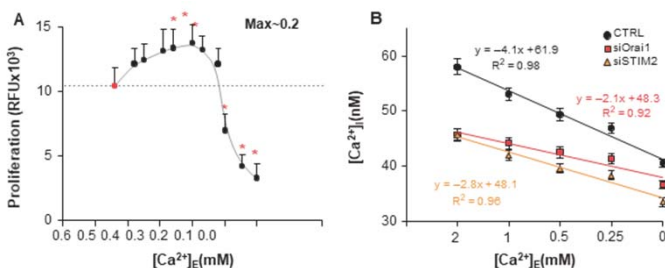 A
Max~0.2
* * * *
* * *
Proliferation (RFUx10³)
15
10
5
0
0.6 0.5 0.4 0.3 0.2 0.1 0.0
[Ca²⁺]E(mM)
B
CTRL
siOrai1
siSTIM2
y = –4.1x + 61.9
R² = 0.98
y = –2.1x + 48.3
R² = 0.92
y = –2.8x + 48.1
R² = 0.96
[Ca²⁺]i(nM)
60
50
40
30
2 1 0.5 0.25 0
[Ca²⁺]E(mM)